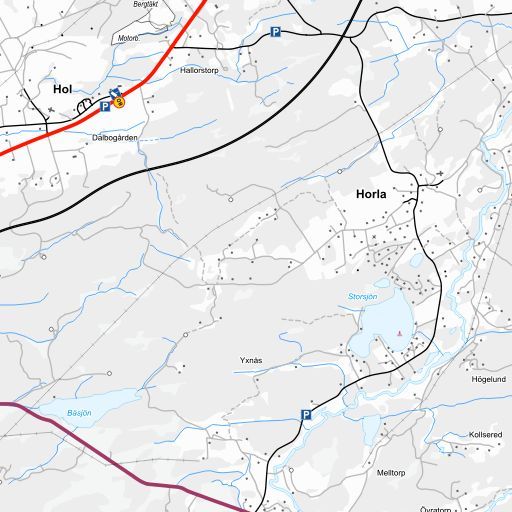 Bergtäkt
Motorb.
P
Hallorstorp
Hol
P
Dalbogården
Horla
Storsjön
Yxnäs
Högelund
Båsjön
P
Kollsered
Melltorp
Övratorp